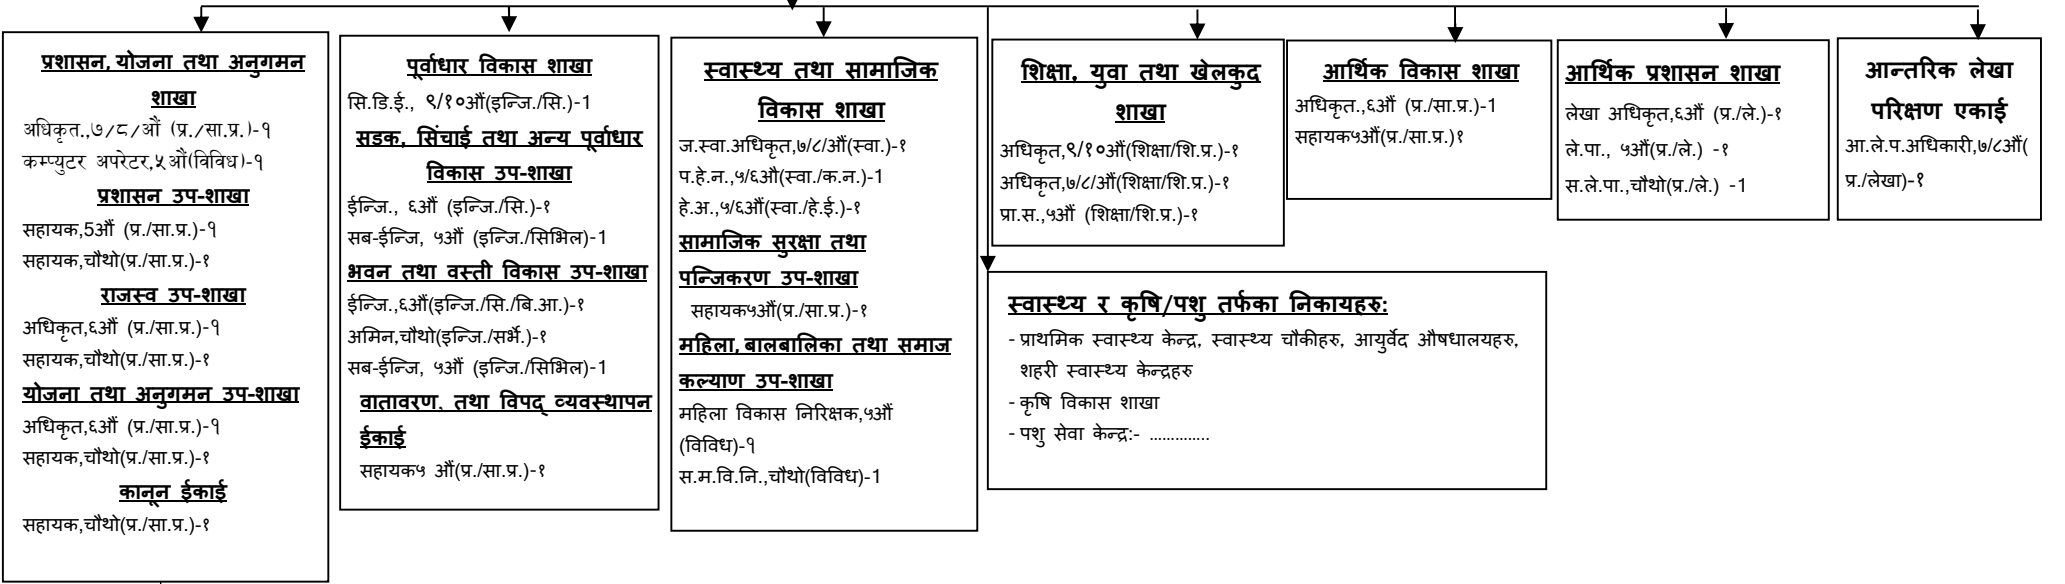 प्रशासन, योजना तथा अनुगमन
शाखा
अधिकृत.,७/८/औं (प्र./सा.प्र.)-१
कम्प्युटर अपरेटर,५औं(विविध)-१
प्रशासन उप-शाखा
सहायक,5औं (प्र./सा.प्र.)-१
सहायक,चौथो(प्र./सा.प्र.)-१
राजस्व उप-शाखा
अधिकृत,६औं (प्र./सा.प्र.)-१
सहायक,चौथो(प्र./सा.प्र.)-१
योजना तथा अनुगमन उप-शाखा
अधिकृत,६औं (प्र./सा.प्र.)-१
सहायक,चौथो(प्र./सा.प्र.)-१
कानून ईकाई
सहायक,चौथो(प्र./सा.प्र.)-१
पूर्वाधार विकास शाखा
सि.डि.ई., ९/१०औं(इन्जि./सि.)-1
सडक, सिंचाई तथा अन्य पूर्वाधार
विकास उप-शाखा
ईन्जि., ६औं (इन्जि./सि.)-१
सब-ईन्जि, ५औं (इन्जि./सिभिल)-1
भवन तथा वस्ती विकास उप-शाखा
ईन्जि.,६औं(इन्जि./सि./बि.आ.)-१
अमिन,चौथो(इन्जि./सर्भे.)-१
सब-ईन्जि, ५औं (इन्जि./सिभिल)-1
वातावरण, तथा विपद् व्यवस्थापन
ईकाई
सहायक५ औं(प्र./सा.प्र.)-१
स्वास्थ्य तथा सामाजिक
विकास शाखा
ज.स्वा.अधिकृत,७/८/औं(स्वा.)-१
प.हे.न.,५/६औ(स्वा./क.न.)-1
हे.अ.,५/६औं(स्वा./हे.ई.)-१
सामाजिक सुरक्षा तथा
पन्जिकरण उप-शाखा
सहायक५औं(प्र./सा.प्र.)-१
महिला, बालबालिका तथा समाज
कल्याण उप-शाखा
महिला विकास निरिक्षक,५औं
(विविध)-१
स.म.वि.नि.,चौथो(विविध)-1
शिक्षा, युवा तथा खेलकुद
शाखा
अधिकृत,९/१०औं(शिक्षा/शि.प्र.)-१
अधिकृत,७/८/औं(शिक्षा/शि.प्र.)-१
प्रा.स.,५औं (शिक्षा/शि.प्र.)-१
आर्थिक विकास शाखा
अधिकृत.,६औं (प्र./सा.प्र.)-1
सहायक५औं(प्र./सा.प्र.)१
आर्थिक प्रशासन शाखा
लेखा अधिकृत,६औं (प्र./ले.)-१
ले.पा., ५औं(प्र./ले.) -१
स.ले.पा.,चौथो(प्र./ले.) -1
आन्तरिक लेखा
परिक्षण एकाई
आ.ले.प.अधिकारी,७/८औं(
प्र./लेखा)-१
स्वास्थ्य र कृषि/पशु तर्फका निकायहरु:
- प्राथमिक स्वास्थ्य केन्द्र, स्वास्थ्य चौकीहरु, आयुर्वेद औषधालयहरु,
शहरी स्वास्थ्य केन्द्रहरु
- कृषि विकास शाखा
- पशु सेवा केन्द्र:- .............